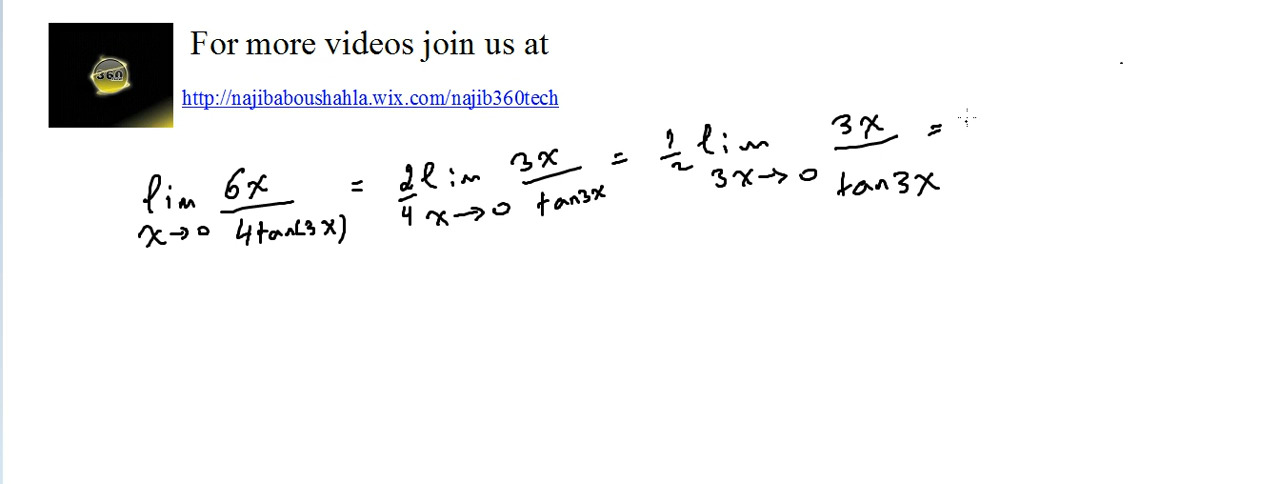 360
For more videos join us at
http://najibaboushahla.wix.com/najib360tech
lim x→0 6x / 4tan(3x) = 2/4 lim x→0 3x / tan3x = 1/2 lim 3x→0 3x / tan3x =